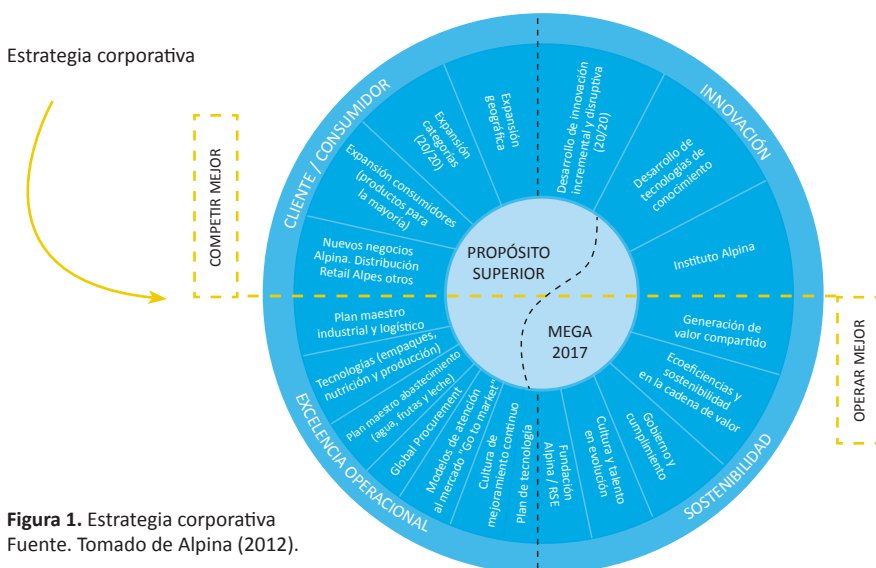 Estrategia corporativa
COMPETIR MEJOR
CLIENTE / CONSUMIDOR
Expansión
geográfica
Expansión
categorías
(20/20)
Expansión consumidores
(productos para
la mayoría)
Nuevos negocios
Alpina. Distribución
Retail Alpes otros
INNOVACIÓN
Desarrollo de innovación
incremental y disruptiva
(20/20)
Desarrollo de
tecnologías de
conocimiento
Instituto Alpina
PROPÓSITO
SUPERIOR
MEGA
2017
EXCELENCIA OPERACIONAL
Plan maestro
industrial y logístico
Tecnologías (empaques,
nutrición y producción)
Plan maestro abastecimiento
(agua, frutas y leche)
Global Procurement
Modelos de atención
al mercado "Go to market"
Cultura de
mejoramiento continuo
Plan de tecnología
SOSTENIBILIDAD
Generación de
valor compartido
Ecoeficiencias y
sostenibilidad
en la cadena de valor
Gobierno y
cumplimiento
Cultura y talento
en evolución
Fundación
Alpina / RSE
OPERAR MEJOR
Figura 1. Estrategia corporativa
Fuente. Tomado de Alpina (2012).